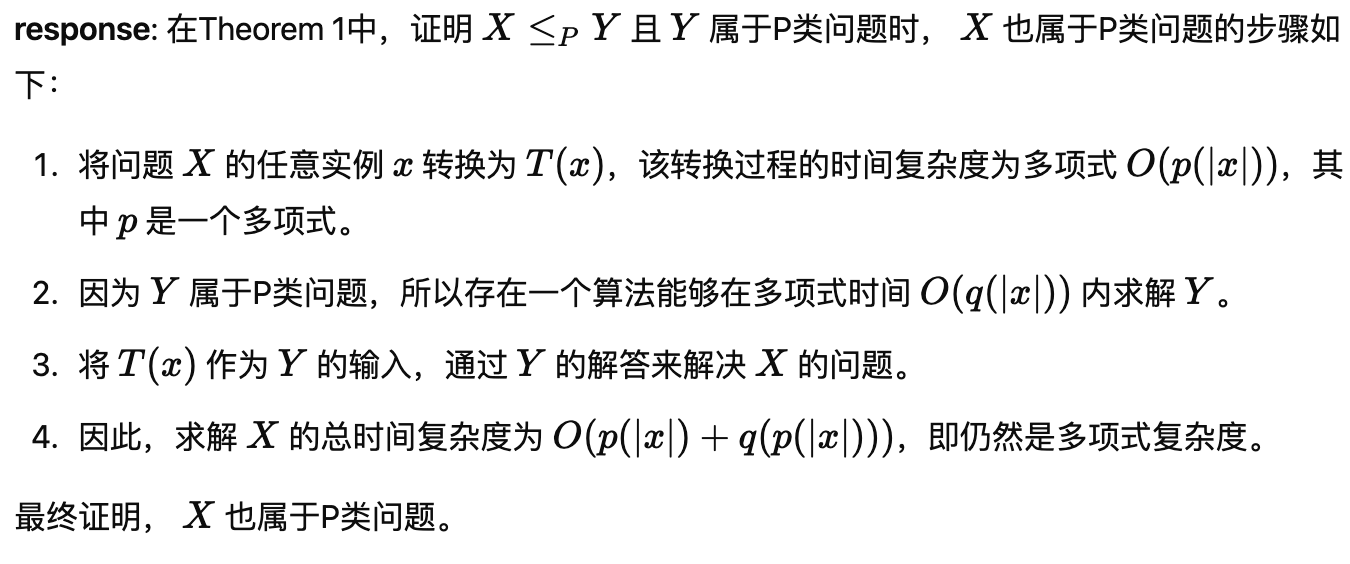 response: 在Theorem 1中，证明 X ≤_P Y 且 Y 属于P类问题时， X 也属于P类问题的步骤如
下：
1. 将问题 X 的任意实例 x 转换为 T(x)，该转换过程的时间复杂度为多项式 O(p(|x|))，其
中 p 是一个多项式。
2. 因为 Y 属于P类问题，所以存在一个算法能够在多项式时间 O(q(|x|)) 内求解 Y。
3. 将 T(x) 作为 Y 的输入，通过 Y 的解答来解决 X 的问题。
4. 因此，求解 X 的总时间复杂度为 O(p(|x|) + q(p(|x|)))，即仍然是多项式复杂度。
最终证明， X 也属于P类问题。